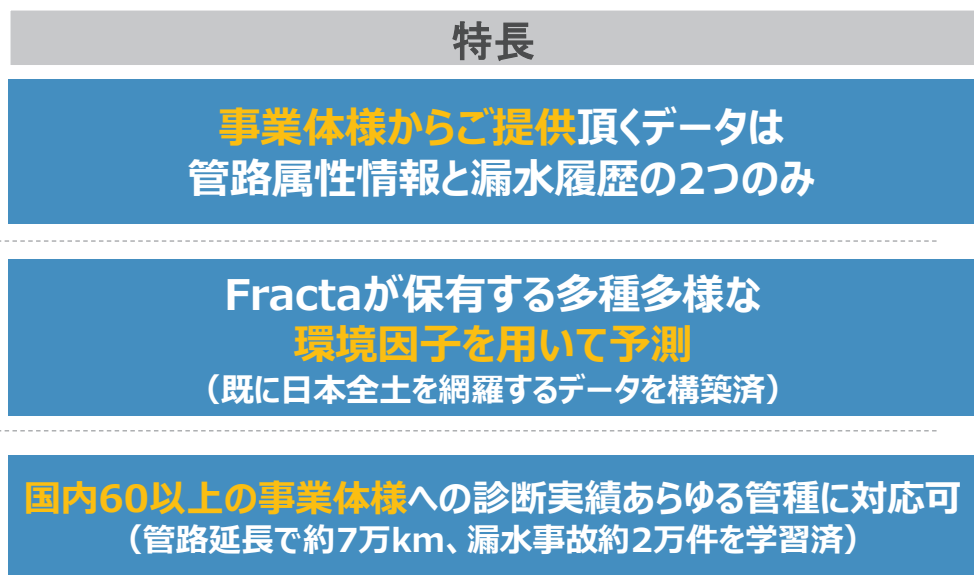 特長
事業体様からご提供頂くデータは
管路属性情報と漏水履歴の2つのみ
Fractaが保有する多種多様な
環境因子を用いて予測
（既に日本全土を網羅するデータを構築済）
国内60以上の事業体様への診断実績あらゆる管種に対応可
（管路延長で約7万km、漏水事故約2万件を学習済）